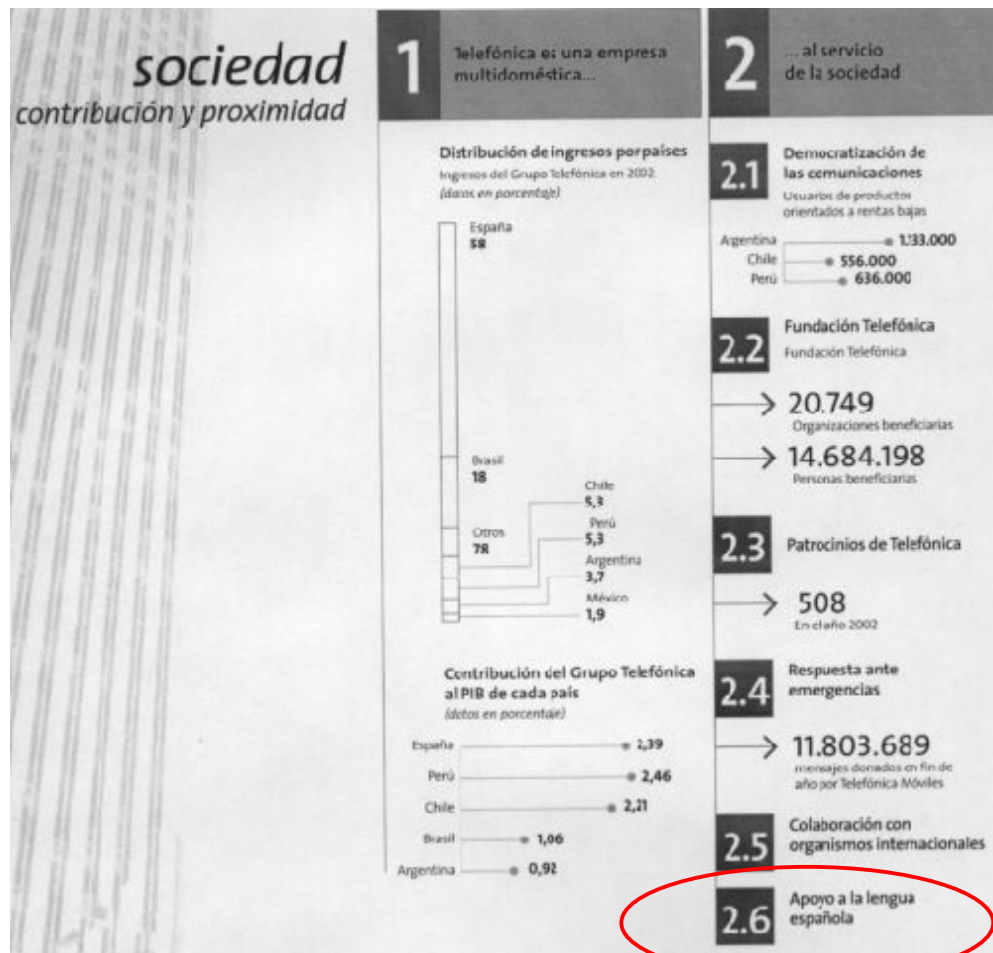 sociedad
contribución y proximidad
1
Telefónica es una empresa
multidoméstica...
Distribución de ingresos por países
Ingresos del Grupo Telefónica en 2002
(datos en porcentaje)
España
58
Brasil
18
Otros
78
Chile
5,3
Perú
5,3
Argentina
3,7
México
1,9
Contribución del Grupo Telefónica
al PIB de cada país
(datos en porcentaje)
España 2,39
Perú 2,46
Chile 2,21
Brasil 1,06
Argentina 0,92
2
... al servicio
de la sociedad
2.1
Democratización de
las comunicaciones
Usuarios de productos
orientados a rentas bajas
Argentina 1.133.000
Chile 556.000
Perú 636.000
2.2
Fundación Telefónica
Fundación Telefónica
20.749
Organizaciones beneficiarias
14.684.198
Personas beneficiarias
2.3
Patrocinios de Telefónica
508
En el año 2002
2.4
Respuesta ante
emergencias
11.803.689
mensajes donados en fin de
año por Telefónica Móviles
2.5
Colaboración con
organismos internacionales
2.6
Apoyo a la lengua
española